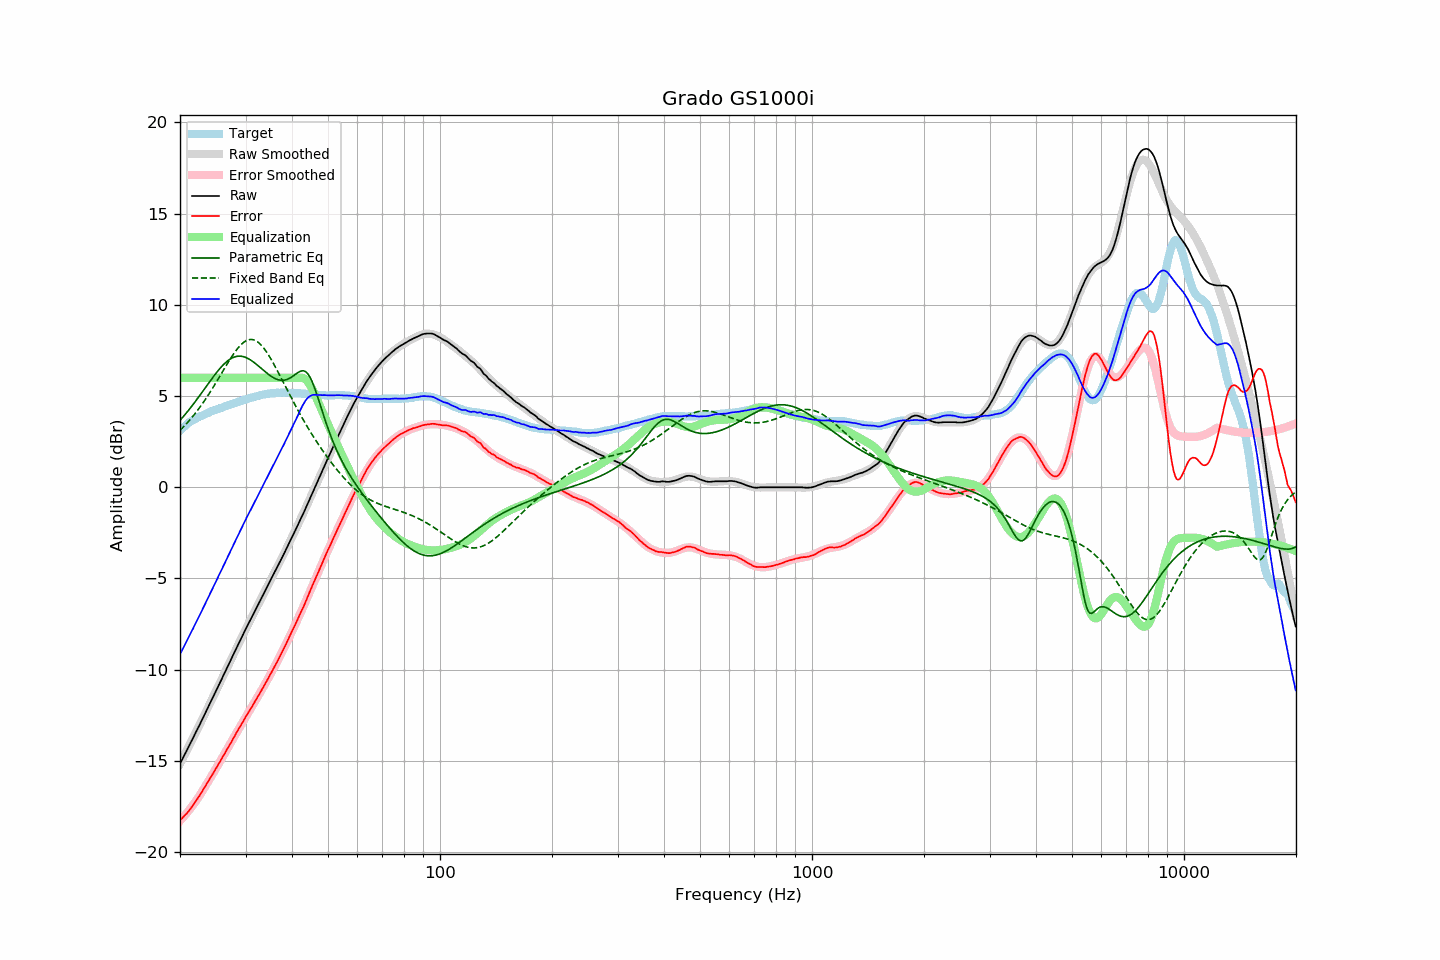 Grado GS1000i
Target
Raw Smoothed
Error Smoothed
Raw
Error
Equalization
Parametric Eq
Fixed Band Eq
Equalized
20
15
10
5
0
−5
−10
−15
−20
Amplitude (dBr)
100
1000
10000
Frequency (Hz)